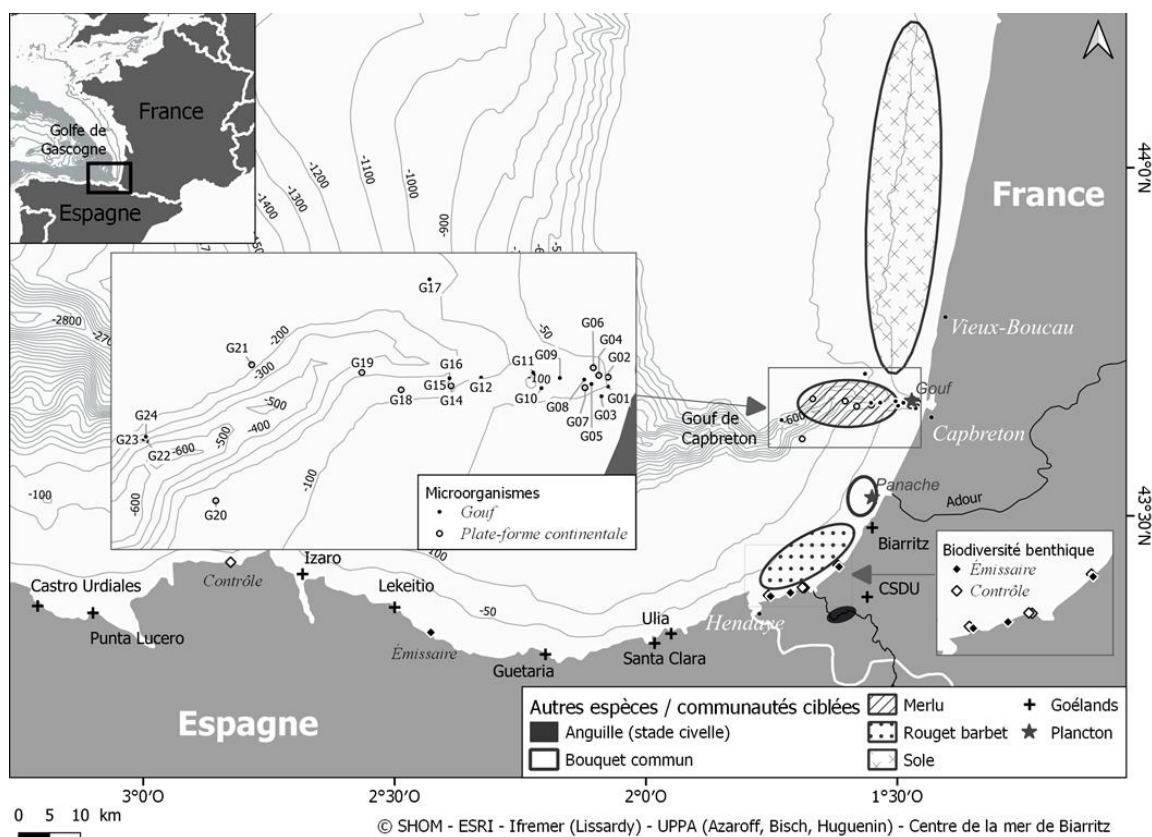 France
Golfe de
Gascogne
Espagne
-1500
-1400
-1300
-1200
-1100
-1000
-900
44°0'N
France
-2800
Vieux-Boucau
G17
-50
G06
G04
G21
-200
-300
G19
G16
G11
G09
G02
-100
G15
G12
G14
G18
G10
G08
G01
G07
G03
G05
-500
-500
-400
G24
G23
G22
-600
-600
-100
G20
Microorganismes
Gouf
Plate-forme continentale
Gouf
-600
Gouf de
Capbreton
Capbreton
Panache
Adour
43°30'N
-100
-100
Biarritz
Biodiversité benthique
Émissaire
Contrôle
Izaro
Contrôle
Castro Urdiales
Lekeitio
CSDU
-50
Punta Lucero
Ulia
Hendaye
Émissaire
Guetaria
Santa Clara
Espagne
Autres espèces / communautés ciblées
Anguille (stade civelle)
Bouquet commun
Merlu
Rouget barbet
Sole
Goélands
Plancton
3°0'O
2°30'O
2°0'O
1°30'O
0 5 10 km
© SHOM - ESRI - Ifremer (Lissardy) - UPPA (Azaroff, Bisch, Huguenin) - Centre de la mer de Biarritz